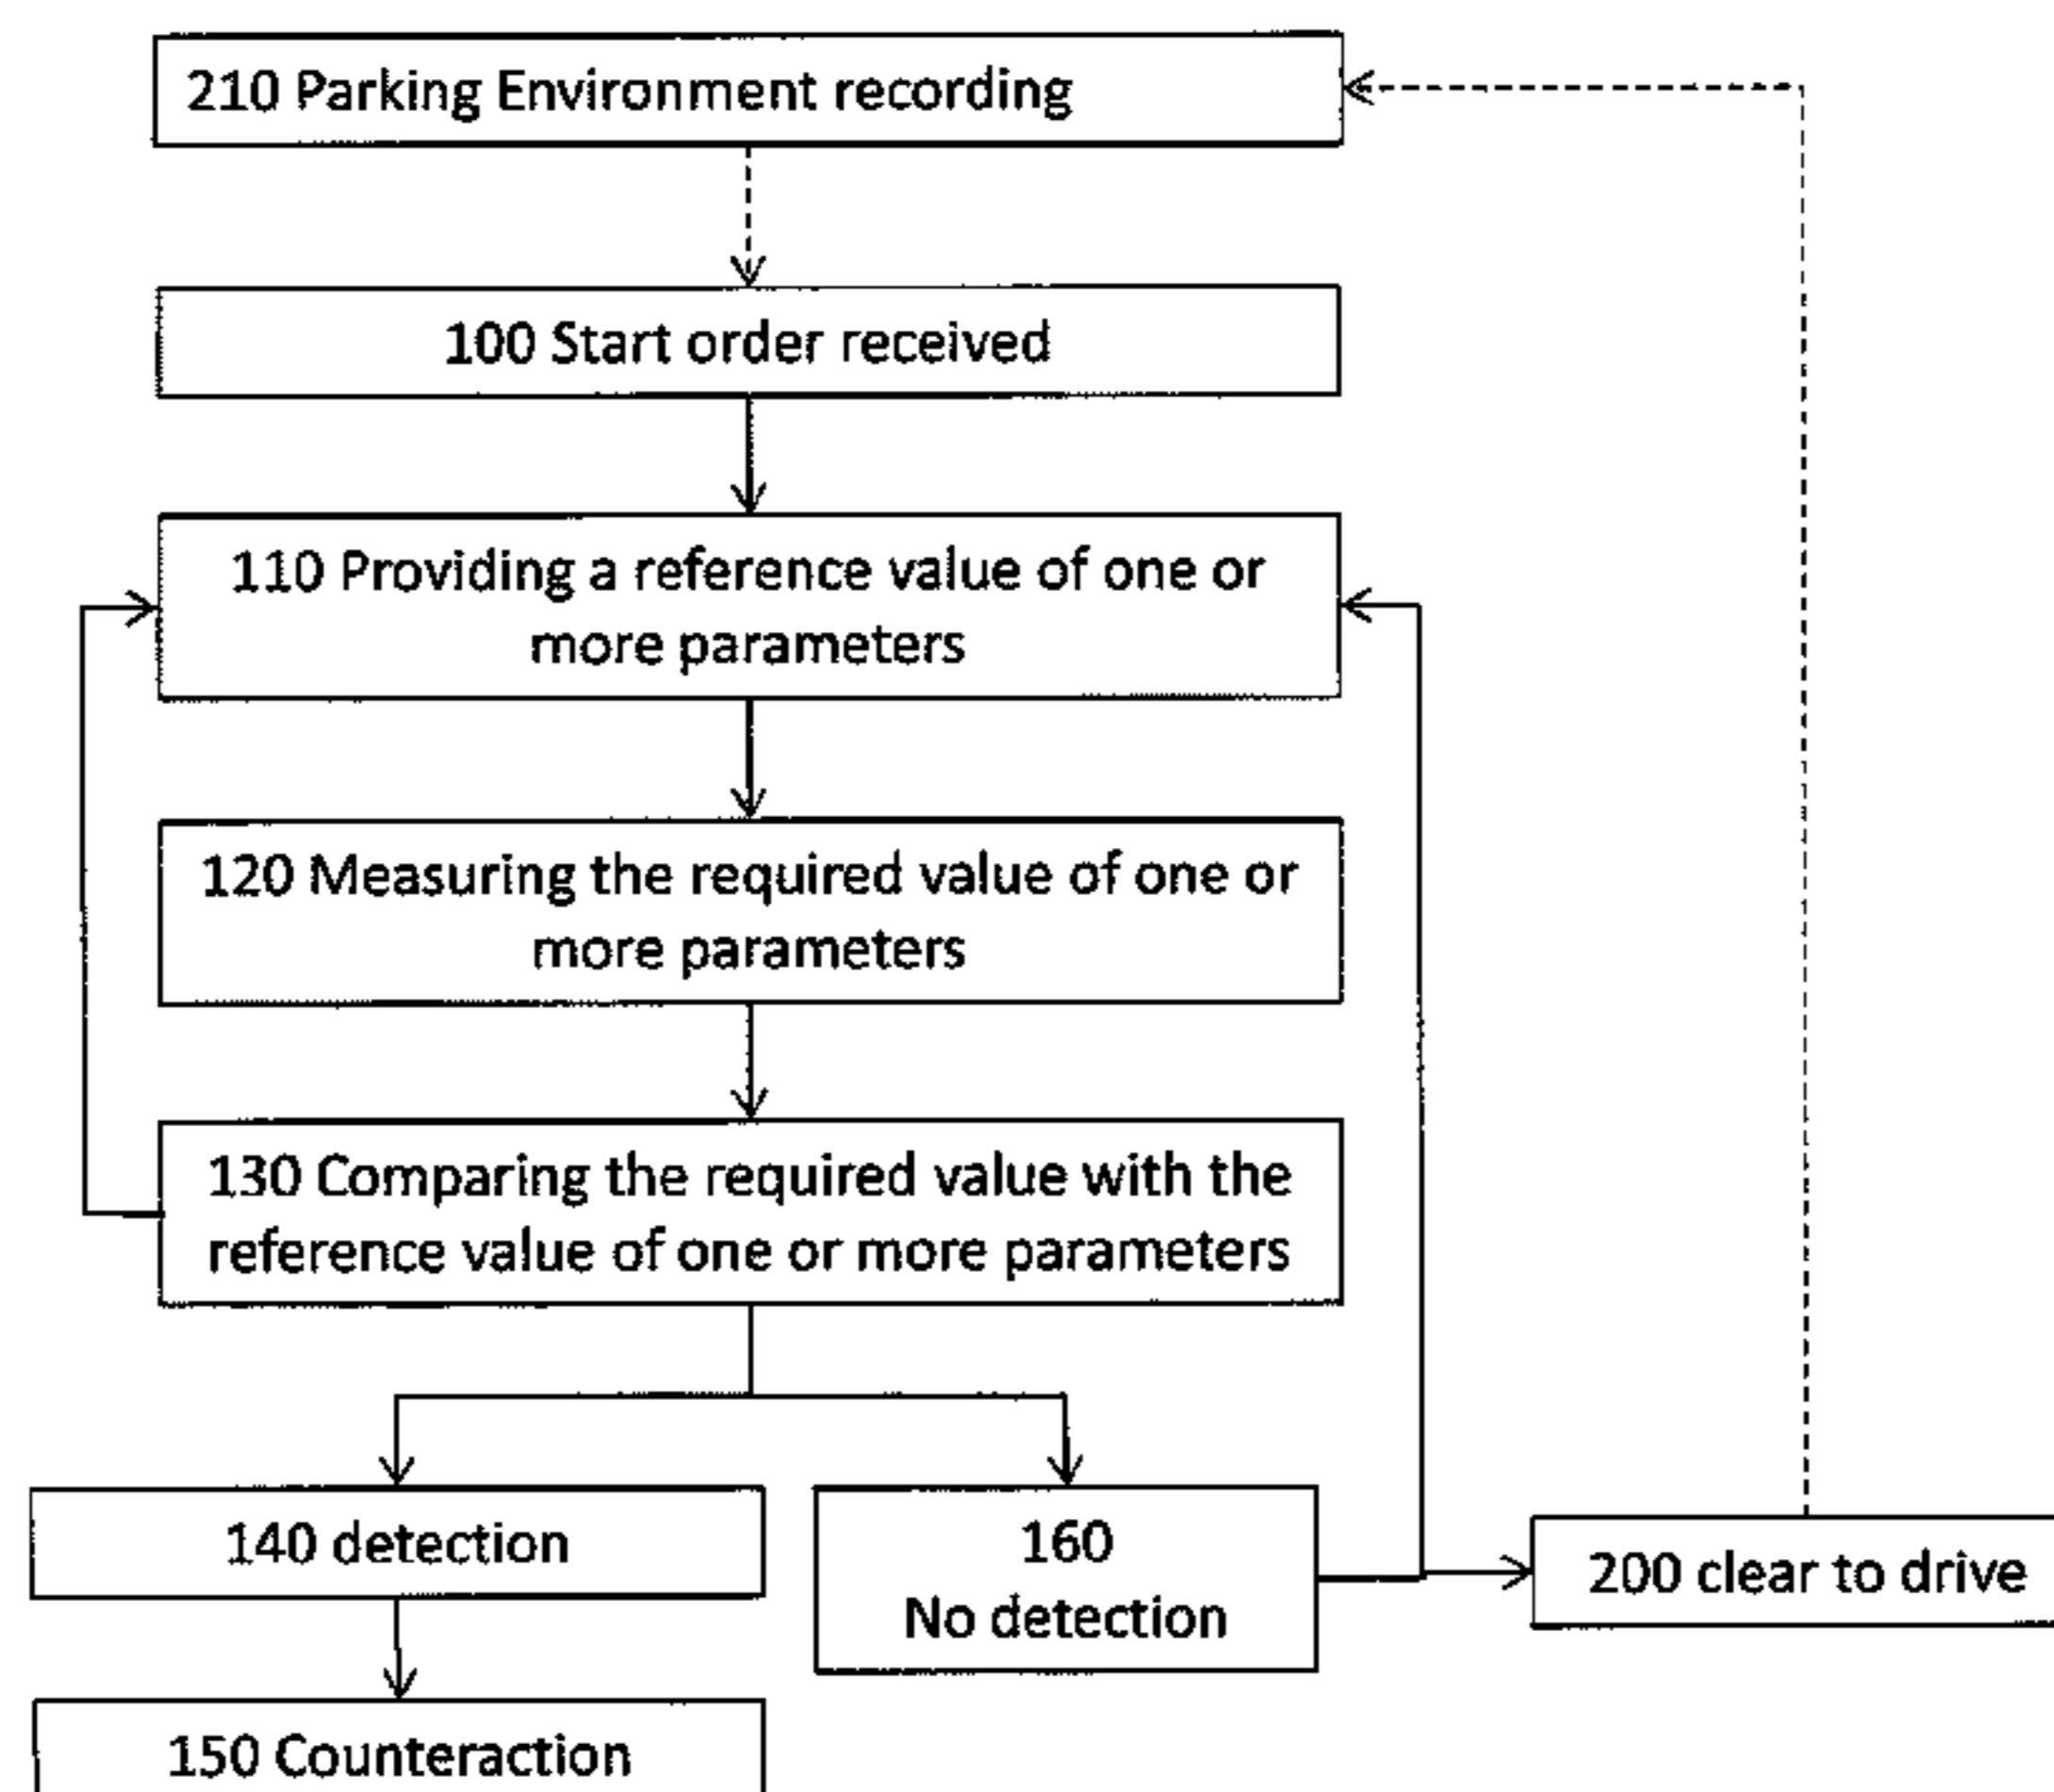 210 Parking Environment recording
100 Start order received
110 Providing a reference value of one or
more parameters
120 Measuring the required value of one or
more parameters
130 Comparing the required value with the
reference value of one or more parameters
140 detection
160
No detection
200 clear to drive
150 Counteraction